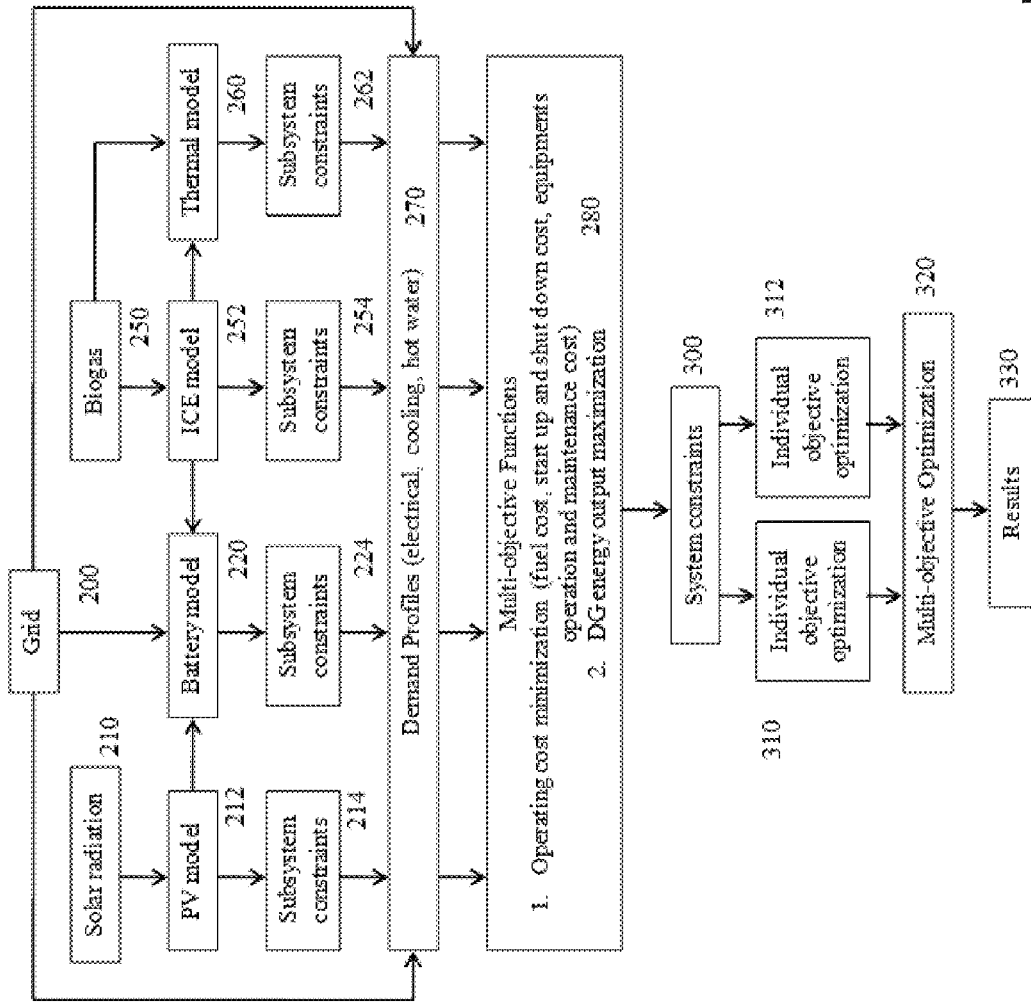 Grid
200
Solar radiation
210
Biogas
250
PV model
212
Battery model
220
ICE model
252
Thermal model
260
Subsystem
constraints
214
Subsystem
constraints
224
Subsystem
constraints
254
Subsystem
constraints
262
Demand Profiles (electrical, cooling, hot water)
270
Multi-objective Functions
1. Operating cost minimization (fuel cost, start up and shut down cost, equipments
operation and maintenance cost)
2. DG energy output maximization
280
System constraints
300
310
Individual
objective
optimization
Individual
objective
optimization
312
Multi-objective Optimization
320
Results
330